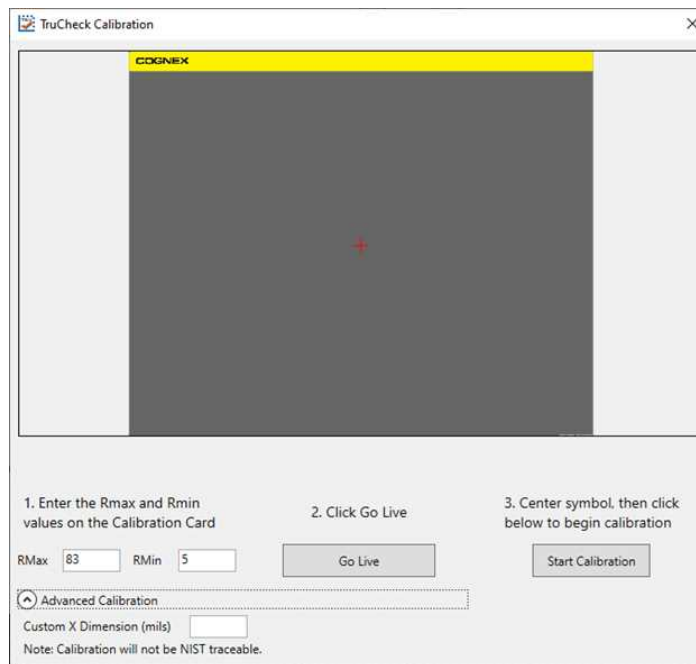 TruCheck Calibration
COGNEX
1. Enter the Rmax and Rmin
values on the Calibration Card
2. Click Go Live
3. Center symbol, then click
below to begin calibration
RMax 83 RMin 5
Go Live
Start Calibration
Advanced Calibration
Custom X Dimension (mils)
Note: Calibration will not be NIST traceable.